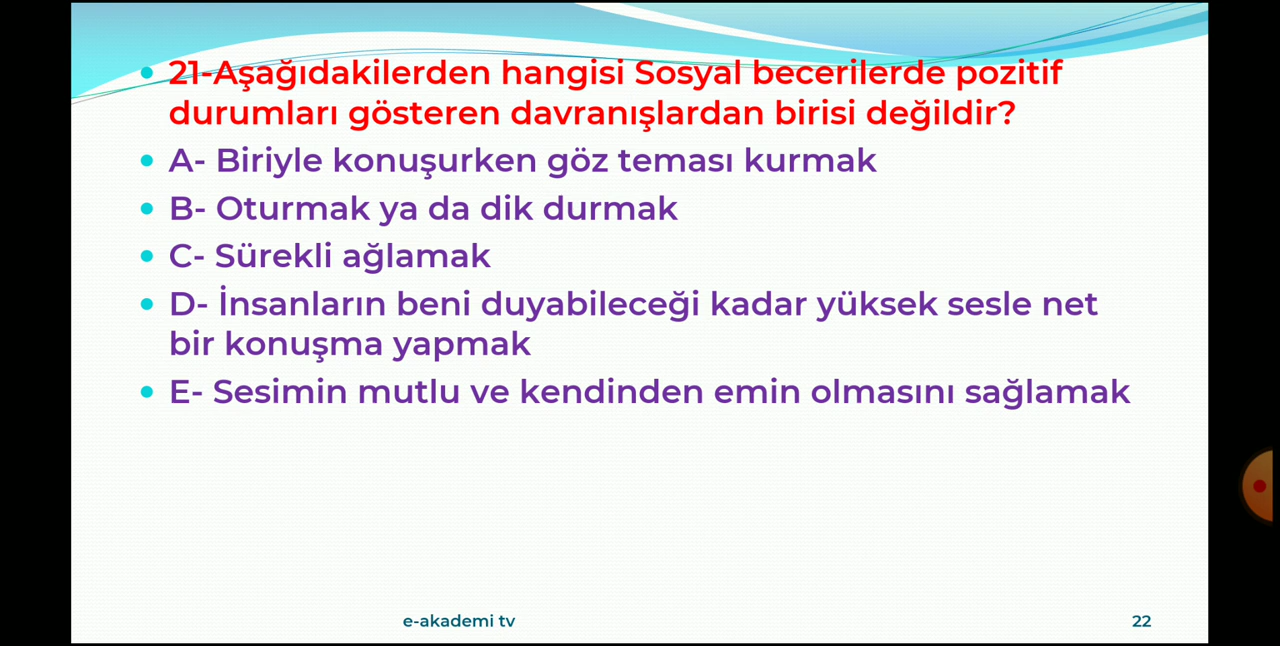 21-Aşağıdakilerden hangisi Sosyal becerilerde pozitif
durumları gösteren davranışlardan birisi değildir?
A- Biriyle konuşurken göz teması kurmak
B- Oturmak ya da dik durmak
C- Sürekli ağlamak
D- İnsanların beni duyabileceği kadar yüksek sesle net
bir konuşma yapmak
E- Sesimin mutlu ve kendinden emin olmasını sağlamak
e-akademi tv
22